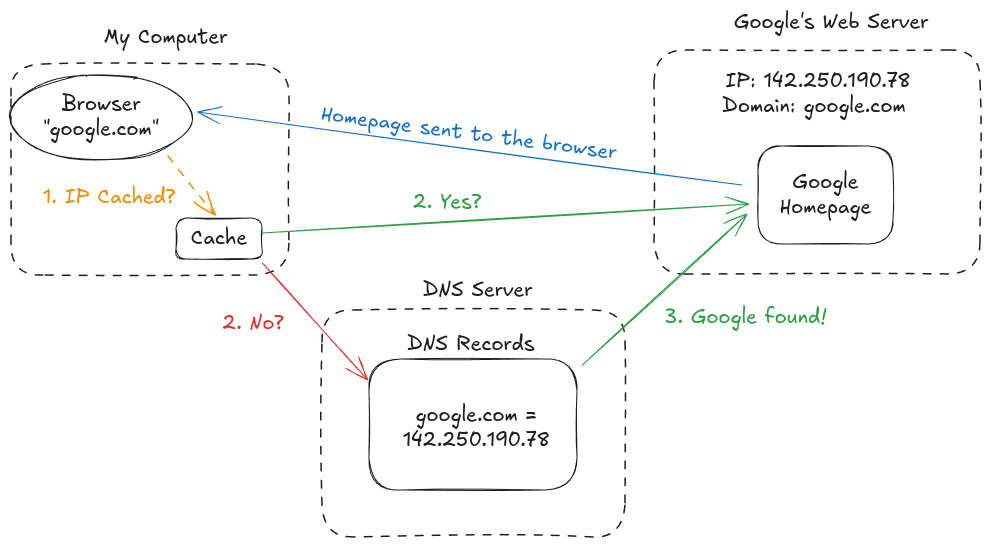 My Computer
Google's Web Server
Browser
"google.com"
IP: 142.250.190.78
Domain: google.com
Homepage sent to the browser
1. IP Cached?
2. Yes?
Google
Homepage
Cache
DNS Server
2. No?
3. Google found!
DNS Records
google.com =
142.250.190.78